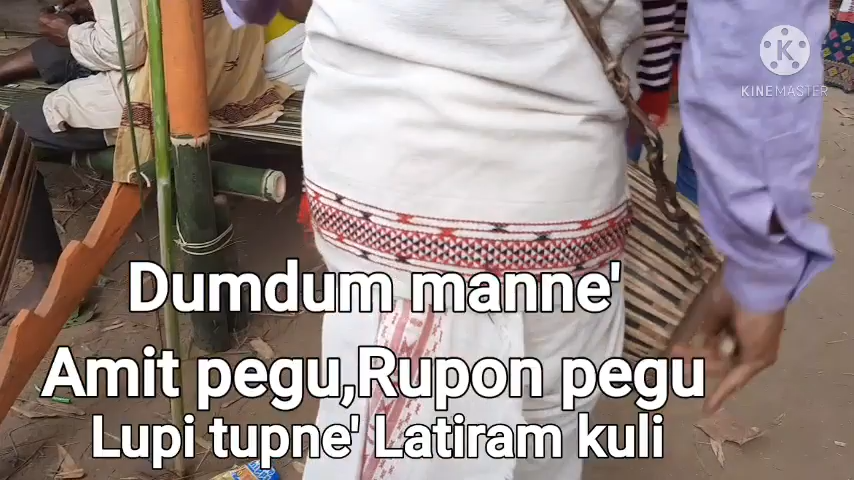 K
KINEMASTER
Dumdum manne'
Amit pegu,Rupon pegu
Lupi tupne' Latiram kuli